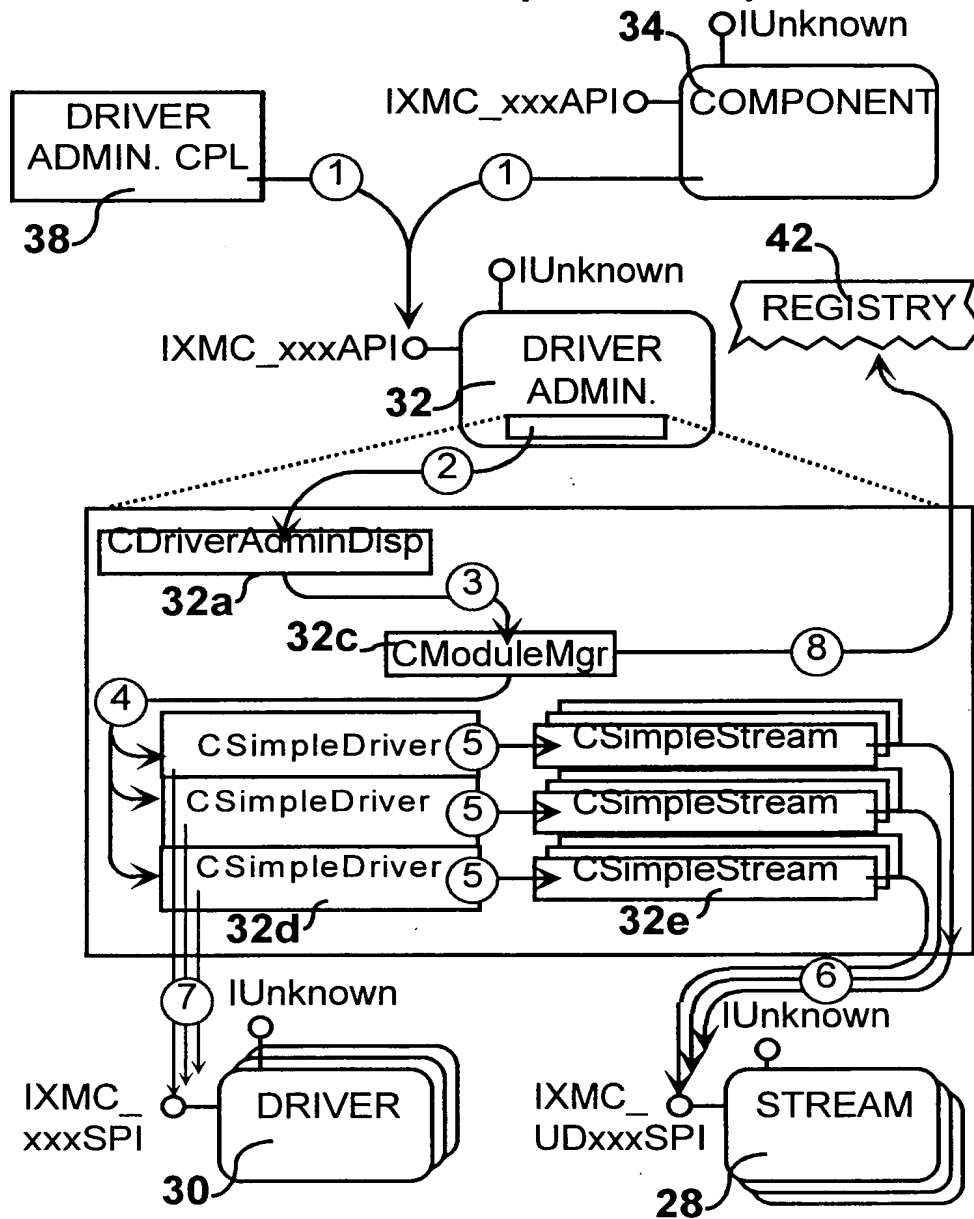 34
IUnknown
IXMC_xxxAPI
COMPONENT
DRIVER
ADMIN. CPL
1
1
38
42
IUnknown
REGISTRY
IXMC_xxxAPI
DRIVER
ADMIN.
32
2
CDriverAdminDisp
32a
3
32c
CModuleMgr
8
4
CSimpleDriver
5
CSimpleStream
CSimpleDriver
5
CSimpleStream
CSimpleDriver
5
CSimpleStream
32d
32e
7
IUnknown
6
IUnknown
IXMC_
xxxSPI
DRIVER
IXMC_
UDxxxSPI
STREAM
30
28